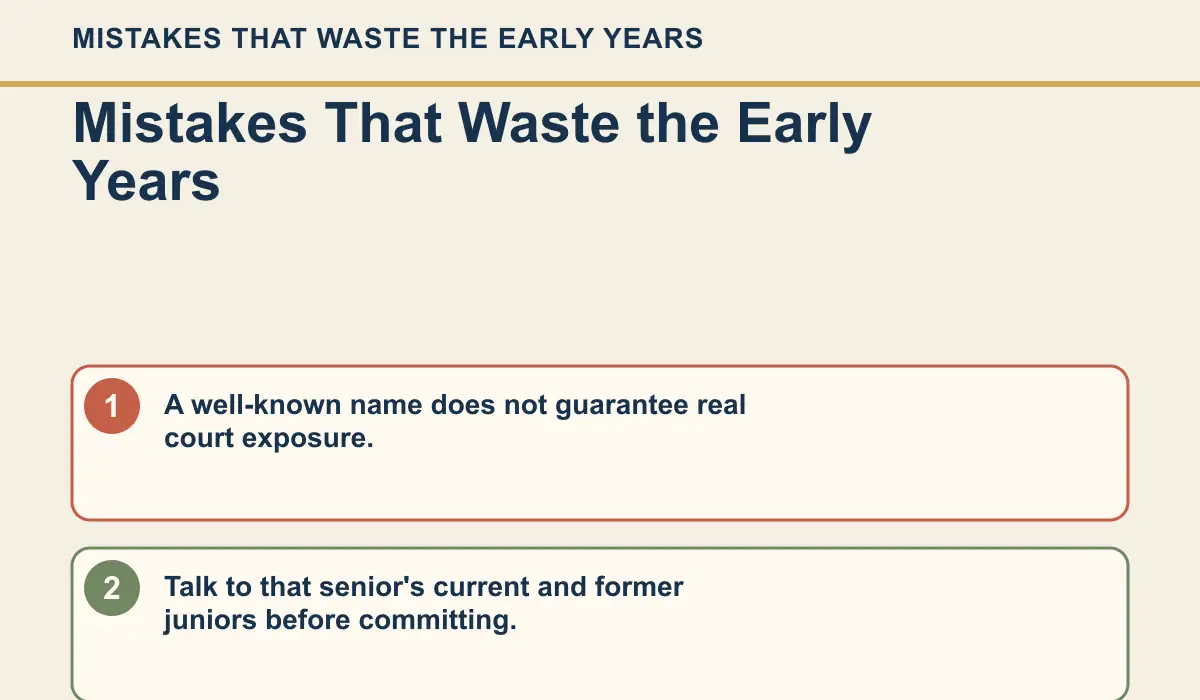 MISTAKES THAT WASTE THE EARLY YEARS
Mistakes That Waste the Early
Years
1
A well-known name does not guarantee real
court exposure.
2
Talk to that senior's current and former
juniors before committing.